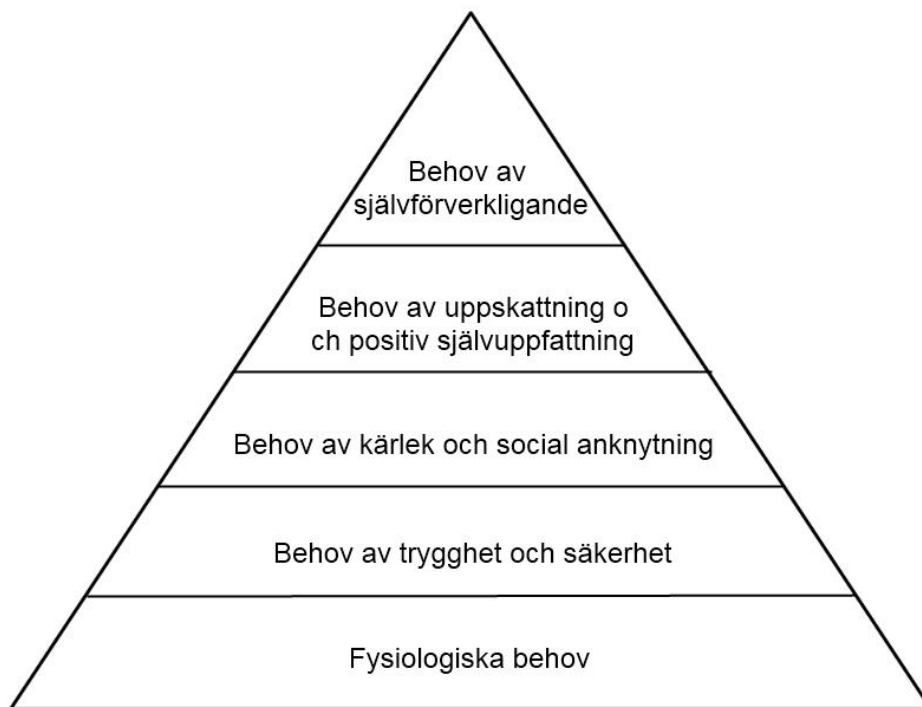 Behov av
självförverkligande
Behov av uppskattning o
ch positiv självuppfattning
Behov av kärlek och social anknytning
Behov av trygghet och säkerhet
Fysiologiska behov